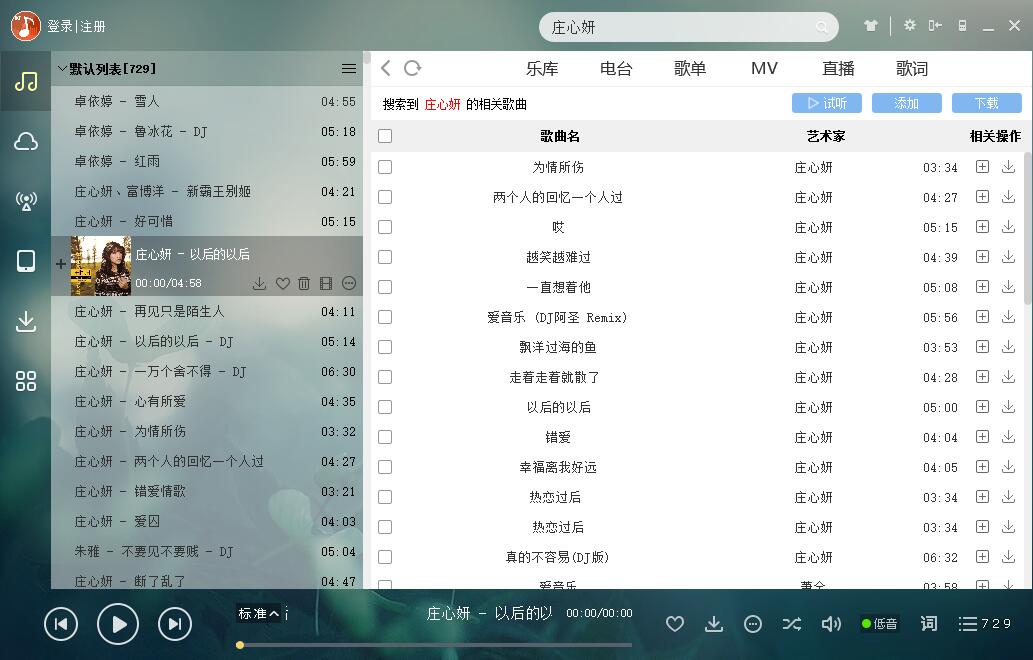 登录|注册
庄心妍
默认列表[729]
卓依婷 - 雪人 04:55
卓依婷 - 鲁冰花 - DJ 05:18
卓依婷 - 红雨 05:59
庄心妍、富博洋 - 新霸王别姬 04:21
庄心妍 - 好可惜 05:15
庄心妍 - 以后的以后
00:00/04:58
庄心妍 - 再见只是陌生人 04:11
庄心妍 - 以后的以后 - DJ 05:14
庄心妍 - 一万个舍不得 - DJ 06:30
庄心妍 - 心有所爱 04:35
庄心妍 - 为情所伤 03:32
庄心妍 - 两个人的回忆一个人过 04:27
庄心妍 - 错爱情歌 03:21
庄心妍 - 爱囚 04:03
朱雅 - 不要见不要贱 - DJ 05:04
庄心妍 - 断了乱了 04:47
乐库 电台 歌单 MV 直播 歌词
搜索到 庄心妍 的相关歌曲 试听 添加 下载
歌曲名 艺术家 相关操作
为情所伤 庄心妍 03:34
两个人的回忆一个人过 庄心妍 04:27
哎 庄心妍 05:15
越笑越难过 庄心妍 04:39
一直想着他 庄心妍 05:08
爱音乐 (DJ阿圣 Remix) 庄心妍 05:56
飘洋过海的鱼 庄心妍 03:53
走着走着就散了 庄心妍 04:28
以后的以后 庄心妍 05:00
错爱 庄心妍 04:04
幸福离我好远 庄心妍 04:05
热恋过后 庄心妍 03:34
热恋过后 庄心妍 03:34
真的不容易(DJ版) 庄心妍 06:32
爱音乐 萧全 03:58
标准 庄心妍 - 以后的以 00:00/00:00
低音 词 729